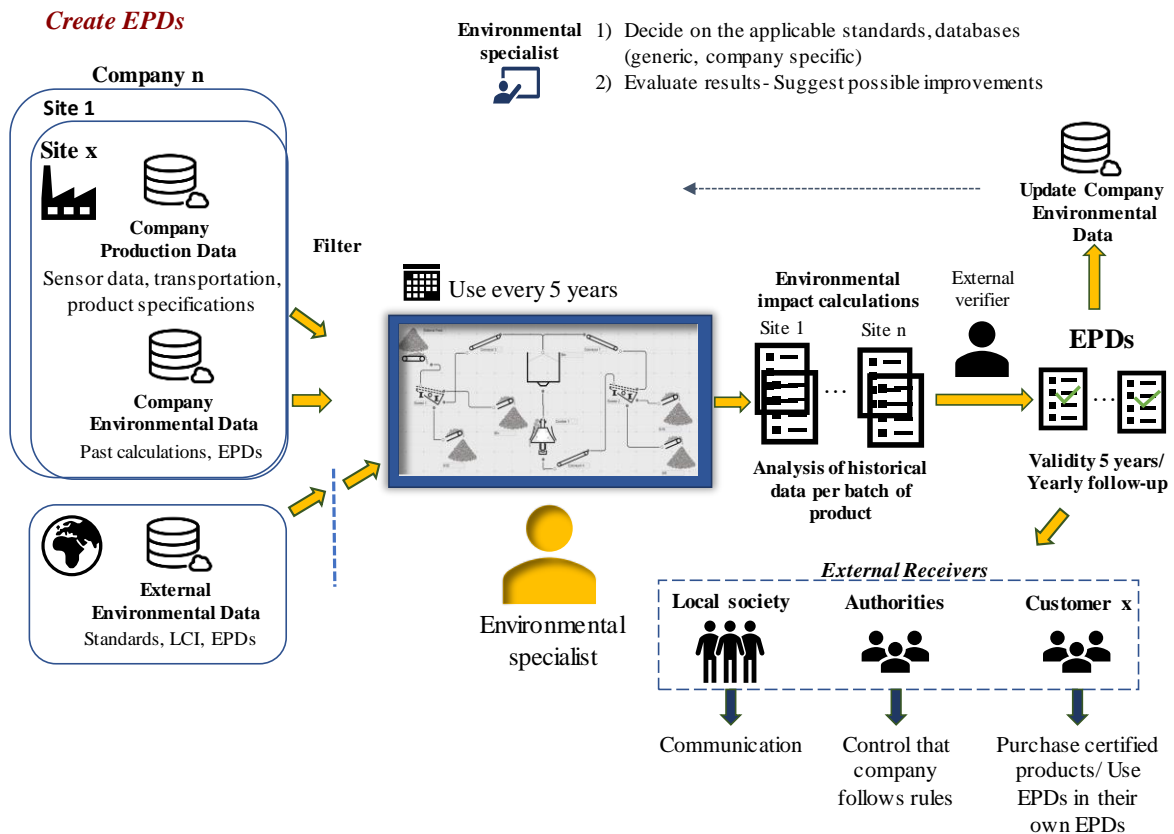 Create EPDs
Environmental
specialist
1) Decide on the applicable standards, databases
(generic, company specific)
2) Evaluate results- Suggest possible improvements
Company n
Site 1
Site x
Company
Production Data
Sensor data, transportation,
product specifications
Company
Environmental Data
Past calculations, EPDs
External
Environmental Data
Standards, LCI, EPDs
Filter
Use every 5 years
Environmental
specialist
Environmental
impact calculations
Site 1
Site n
...
Analysis of historical
data per batch of
product
External
verifier
Update Company
Environmental
Data
EPDs
...
Validity 5 years/
Yearly follow-up
External Receivers
Local society
Authorities
Customer x
Communication
Control that
company
follows rules
Purchase certified
products/ Use
EPDs in their
own EPDs